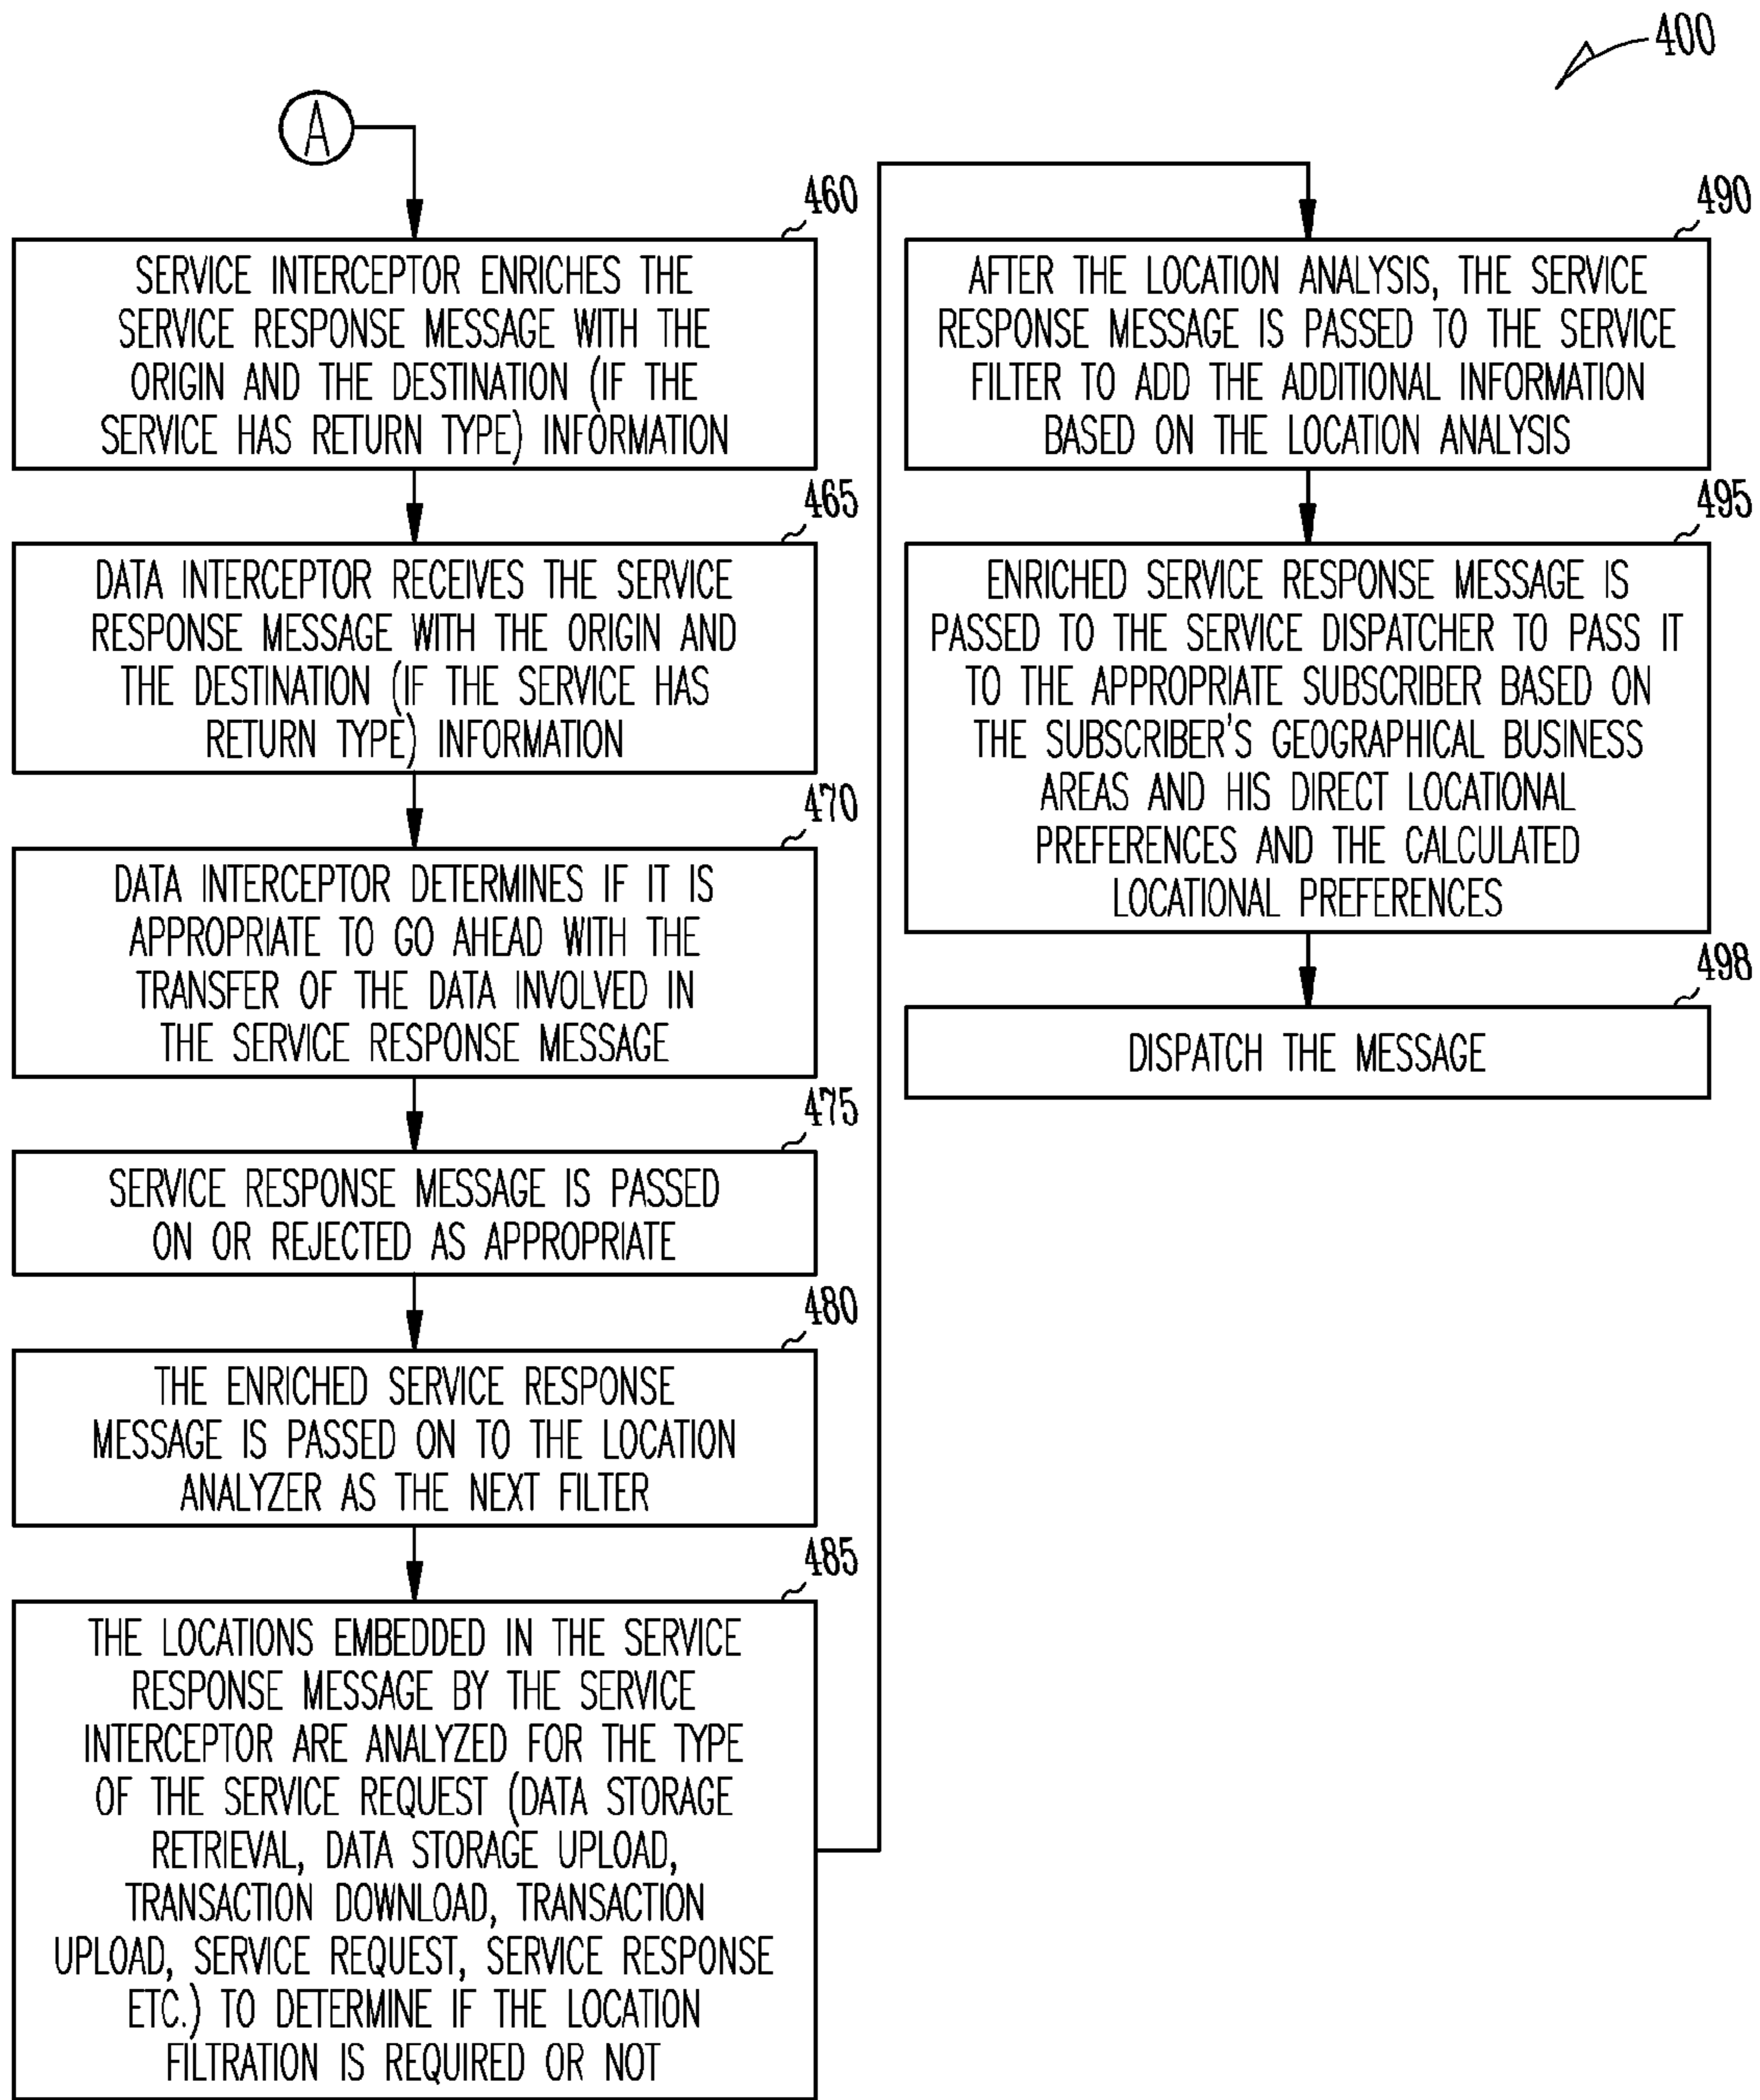 400
A
460
SERVICE INTERCEPTOR ENRICHES THE
SERVICE RESPONSE MESSAGE WITH THE
ORIGIN AND THE DESTINATION (IF THE
SERVICE HAS RETURN TYPE) INFORMATION
465
DATA INTERCEPTOR RECEIVES THE SERVICE
RESPONSE MESSAGE WITH THE ORIGIN AND
THE DESTINATION (IF THE SERVICE HAS
RETURN TYPE) INFORMATION
470
DATA INTERCEPTOR DETERMINES IF IT IS
APPROPRIATE TO GO AHEAD WITH THE
TRANSFER OF THE DATA INVOLVED IN
THE SERVICE RESPONSE MESSAGE
475
SERVICE RESPONSE MESSAGE IS PASSED
ON OR REJECTED AS APPROPRIATE
480
THE ENRICHED SERVICE RESPONSE
MESSAGE IS PASSED ON TO THE LOCATION
ANALYZER AS THE NEXT FILTER
485
THE LOCATIONS EMBEDDED IN THE SERVICE
RESPONSE MESSAGE BY THE SERVICE
INTERCEPTOR ARE ANALYZED FOR THE TYPE
OF THE SERVICE REQUEST (DATA STORAGE
RETRIEVAL, DATA STORAGE UPLOAD,
TRANSACTION DOWNLOAD, TRANSACTION
UPLOAD, SERVICE REQUEST, SERVICE RESPONSE
ETC.) TO DETERMINE IF THE LOCATION
FILTRATION IS REQUIRED OR NOT
490
AFTER THE LOCATION ANALYSIS, THE SERVICE
RESPONSE MESSAGE IS PASSED TO THE SERVICE
FILTER TO ADD THE ADDITIONAL INFORMATION
BASED ON THE LOCATION ANALYSIS
495
ENRICHED SERVICE RESPONSE MESSAGE IS
PASSED TO THE SERVICE DISPATCHER TO PASS IT
TO THE APPROPRIATE SUBSCRIBER BASED ON
THE SUBSCRIBER'S GEOGRAPHICAL BUSINESS
AREAS AND HIS DIRECT LOCATIONAL
PREFERENCES AND THE CALCULATED
LOCATIONAL PREFERENCES
498
DISPATCH THE MESSAGE